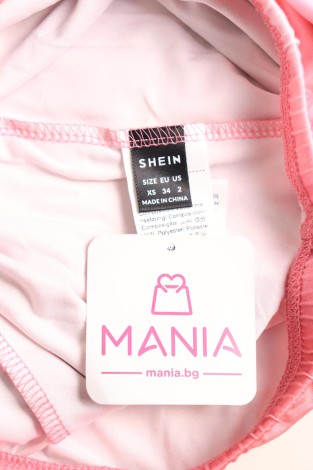 SHEIN
SIZE EU US
XS 34 2
MADE IN CHINA
MANIA
mania.bg